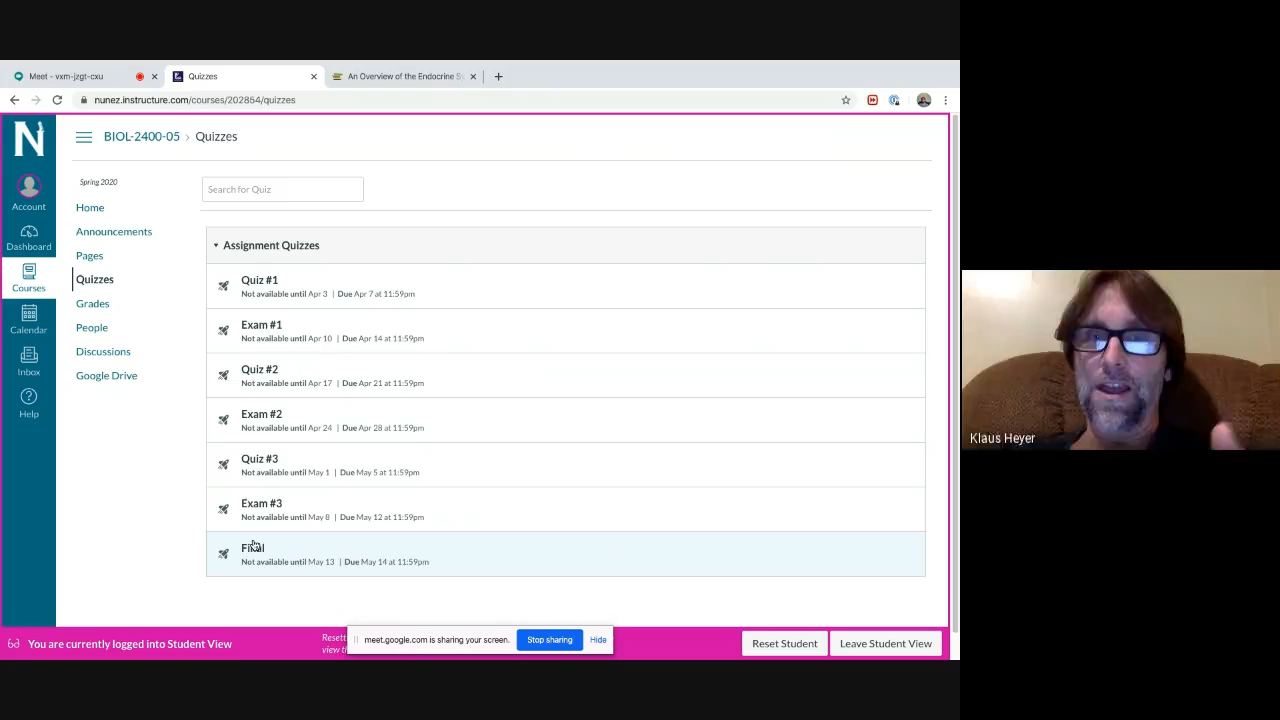 Meet - vxm-jzgt-cxu
Quizzes
An Overview of the Endocrine Sy
nunez.instructure.com/courses/202854/quizzes
N
BIOL-2400-05 › Quizzes
Spring 2020
Search for Quiz
Account
Dashboard
Courses
Calendar
Inbox
Help
Home
Announcements
Pages
Quizzes
Grades
People
Discussions
Google Drive
Assignment Quizzes
Quiz #1
Not available until Apr 3 | Due Apr 7 at 11:59pm
Exam #1
Not available until Apr 10 | Due Apr 14 at 11:59pm
Quiz #2
Not available until Apr 17 | Due Apr 21 at 11:59pm
Exam #2
Not available until Apr 24 | Due Apr 28 at 11:59pm
Quiz #3
Not available until May 1 | Due May 5 at 11:59pm
Exam #3
Not available until May 8 | Due May 12 at 11:59pm
Final
Not available until May 13 | Due May 14 at 11:59pm
Klaus Heyer
You are currently logged into Student View
Resett
view th
meet.google.com is sharing your screen.
Stop sharing
Hide
Reset Student
Leave Student View